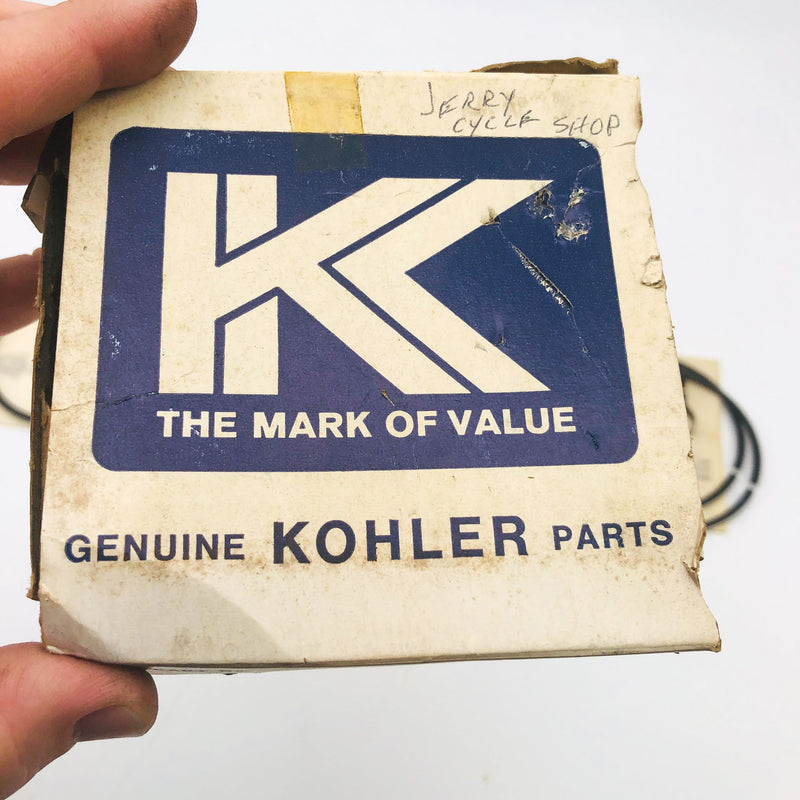 JERRY
CYCLE SHOP
K
THE MARK OF VALUE
GENUINE KOHLER PARTS